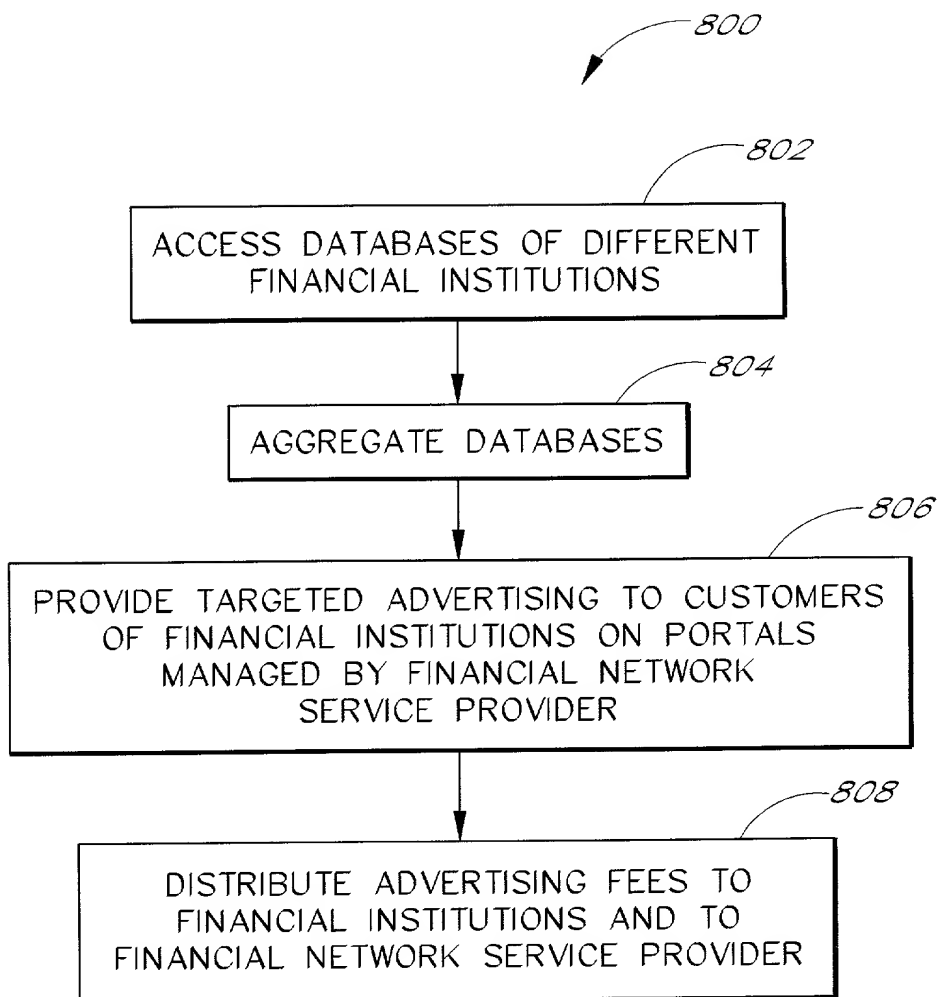 800
802
ACCESS DATABASES OF DIFFERENT
FINANCIAL INSTITUTIONS
804
AGGREGATE DATABASES
806
PROVIDE TARGETED ADVERTISING TO CUSTOMERS
OF FINANCIAL INSTITUTIONS ON PORTALS
MANAGED BY FINANCIAL NETWORK
SERVICE PROVIDER
808
DISTRIBUTE ADVERTISING FEES TO
FINANCIAL INSTITUTIONS AND TO
FINANCIAL NETWORK SERVICE PROVIDER